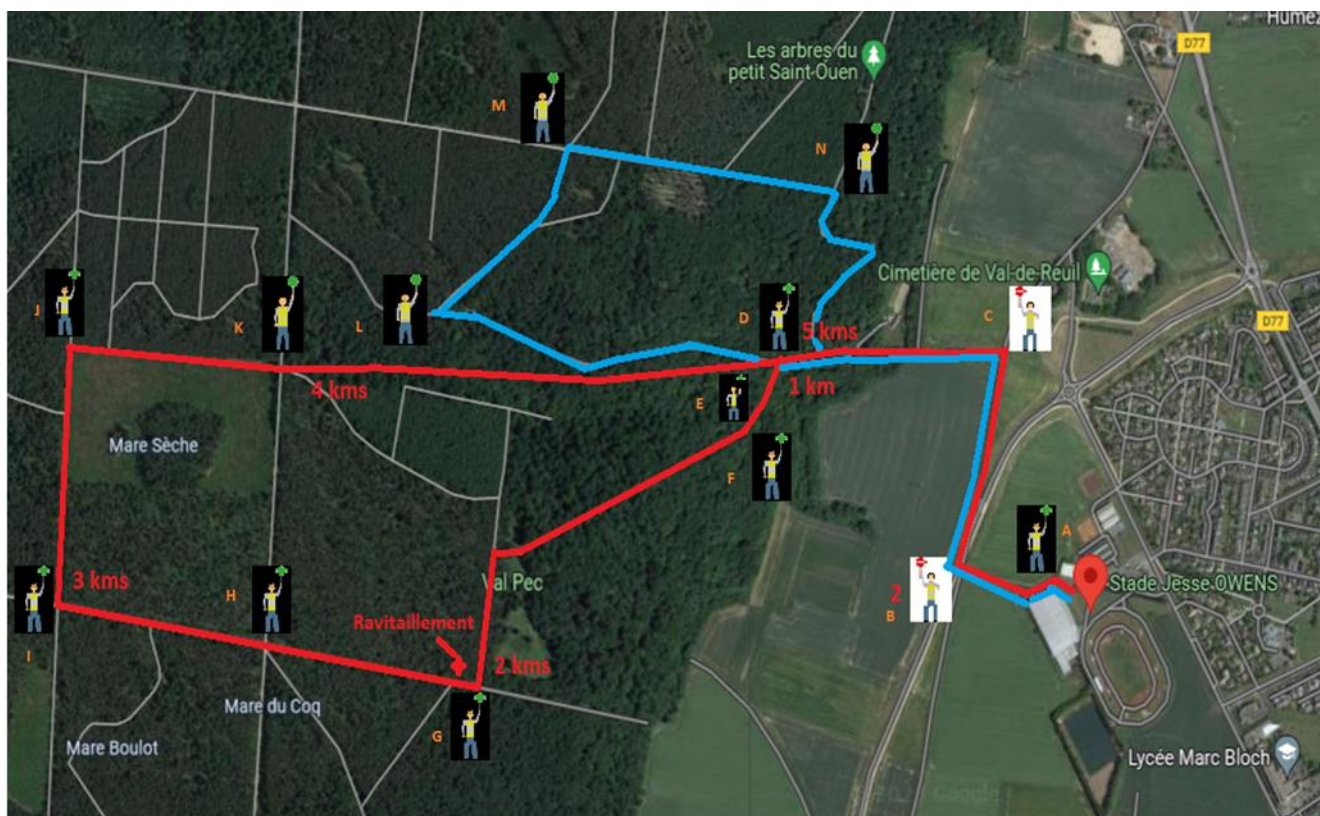 Humez
D77
Les arbres du
petit Saint-Ouen
M
N
Cimetière de Val-de-Reuil
C
J
K
L
D
5 kms
D77
4 kms
E
1 km
Mare Sèche
F
A
Stade Jesse OWENS
3 kms
H
Val Pec
2
B
Ravitaillement
I
2 kms
Mare du Coq
G
Mare Boulot
Lycée Marc Bloch